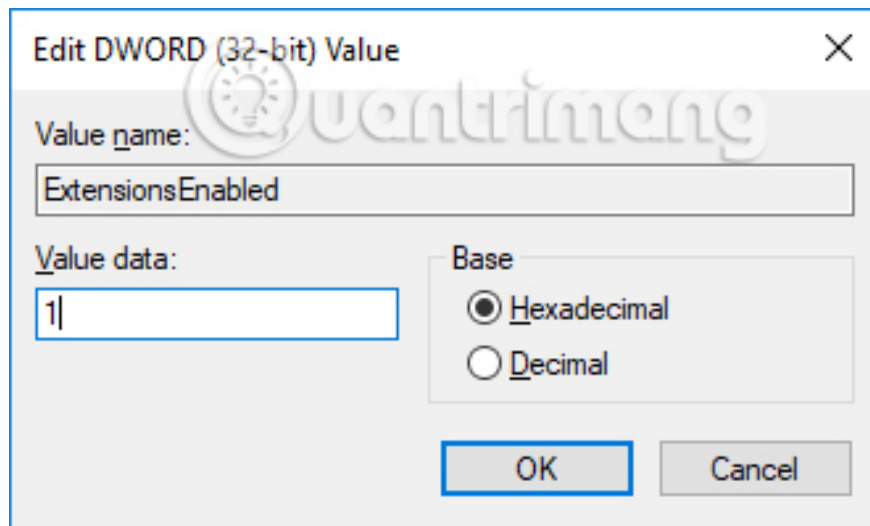 Edit DWORD (32-bit) Value
Quantrimang
Value name:
ExtensionsEnabled
Value data:
Base
1
Hexadecimal
Decimal
OK
Cancel